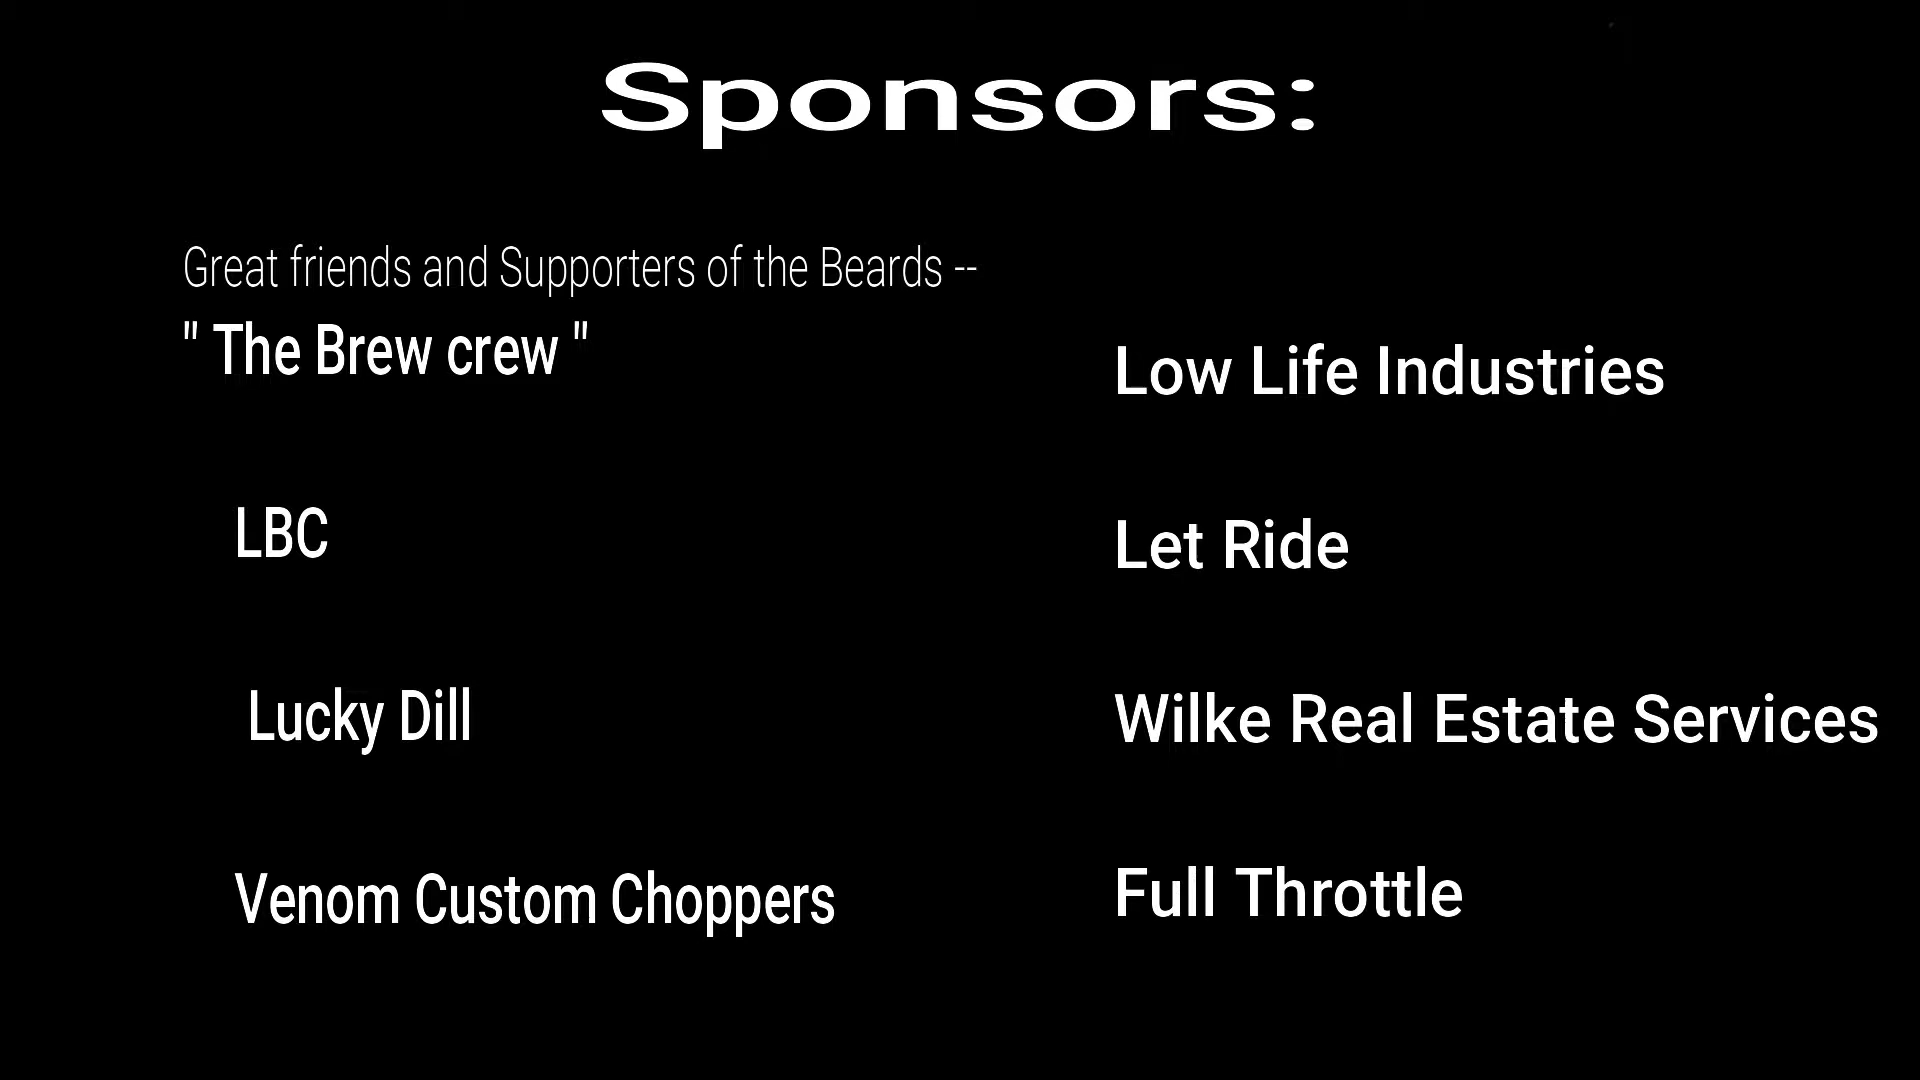 Sponsors:
Great friends and Supporters of the Beards --
" The Brew crew "
LBC
Lucky Dill
Venom Custom Choppers
Low Life Industries
Let Ride
Wilke Real Estate Services
Full Throttle